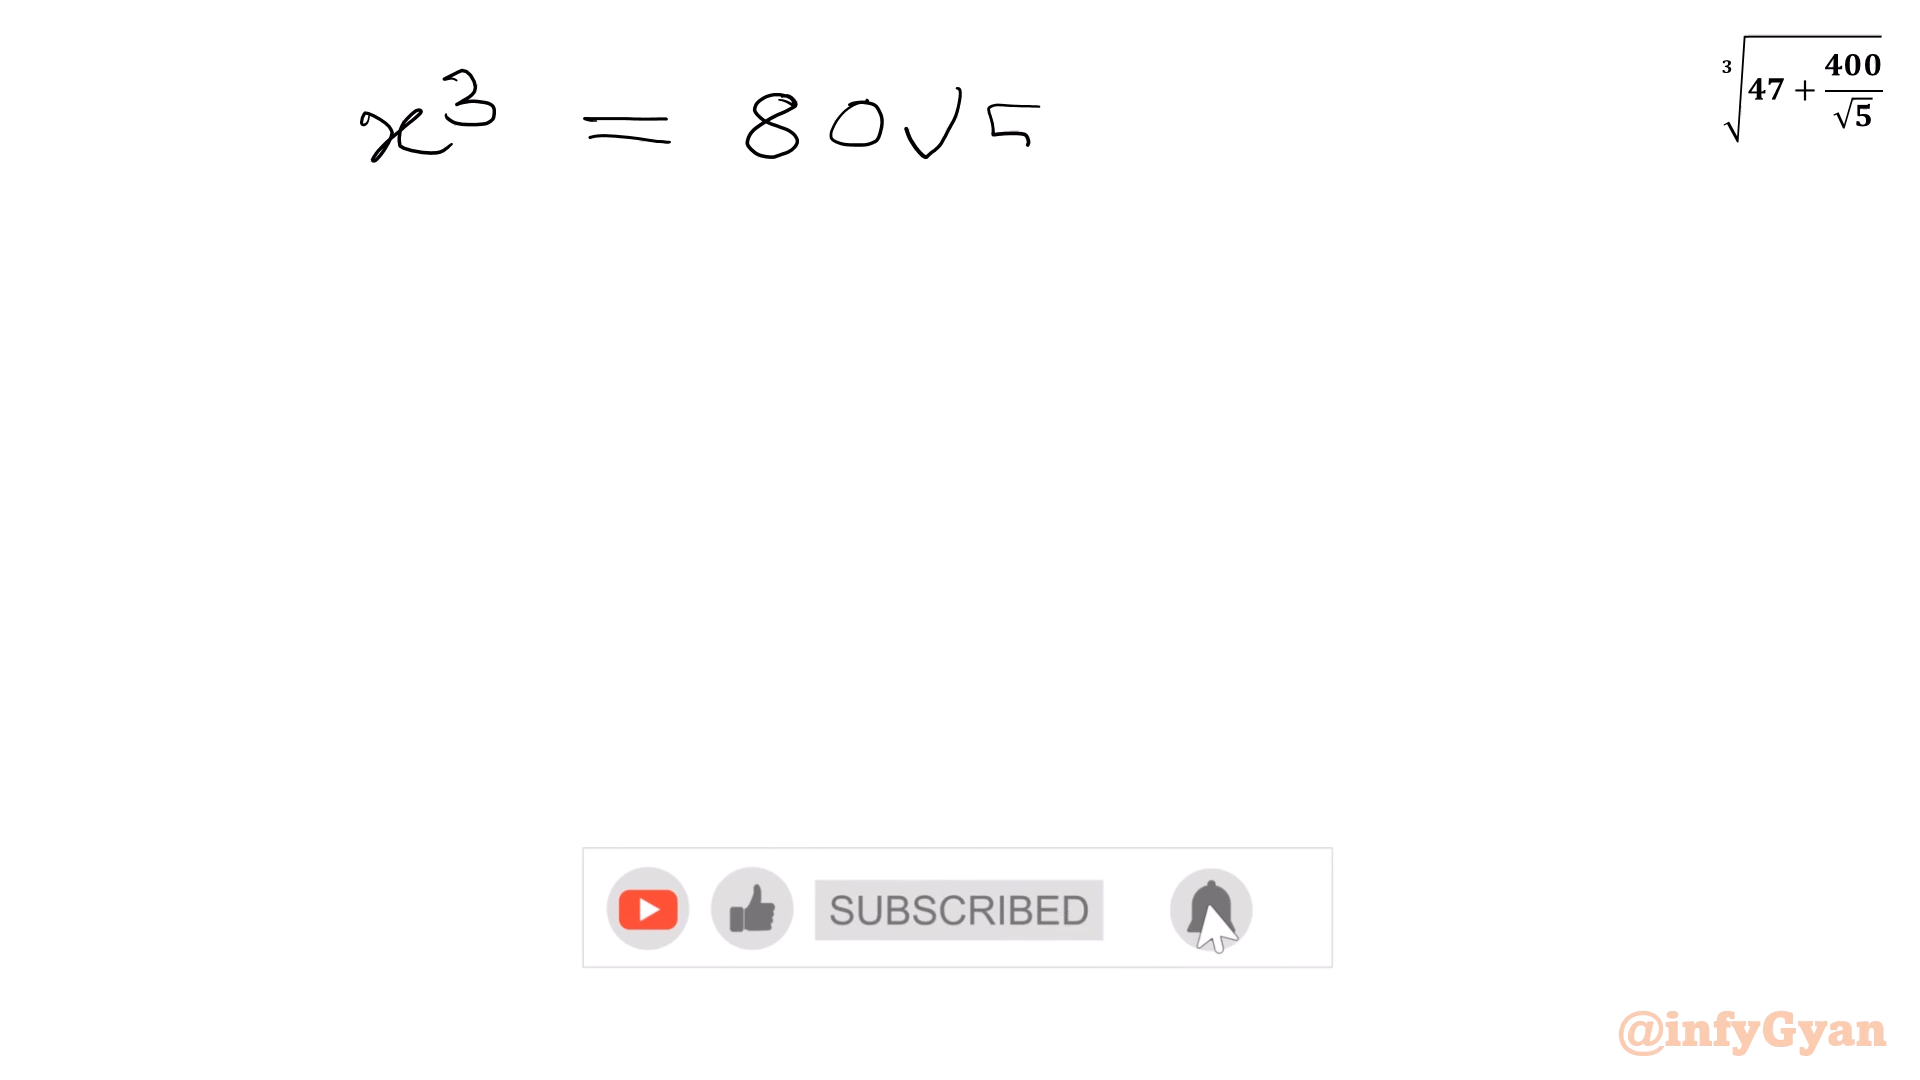 x³ = 80√5
∛(47 + 400/√5)
SUBSCRIBED
@infyGyan